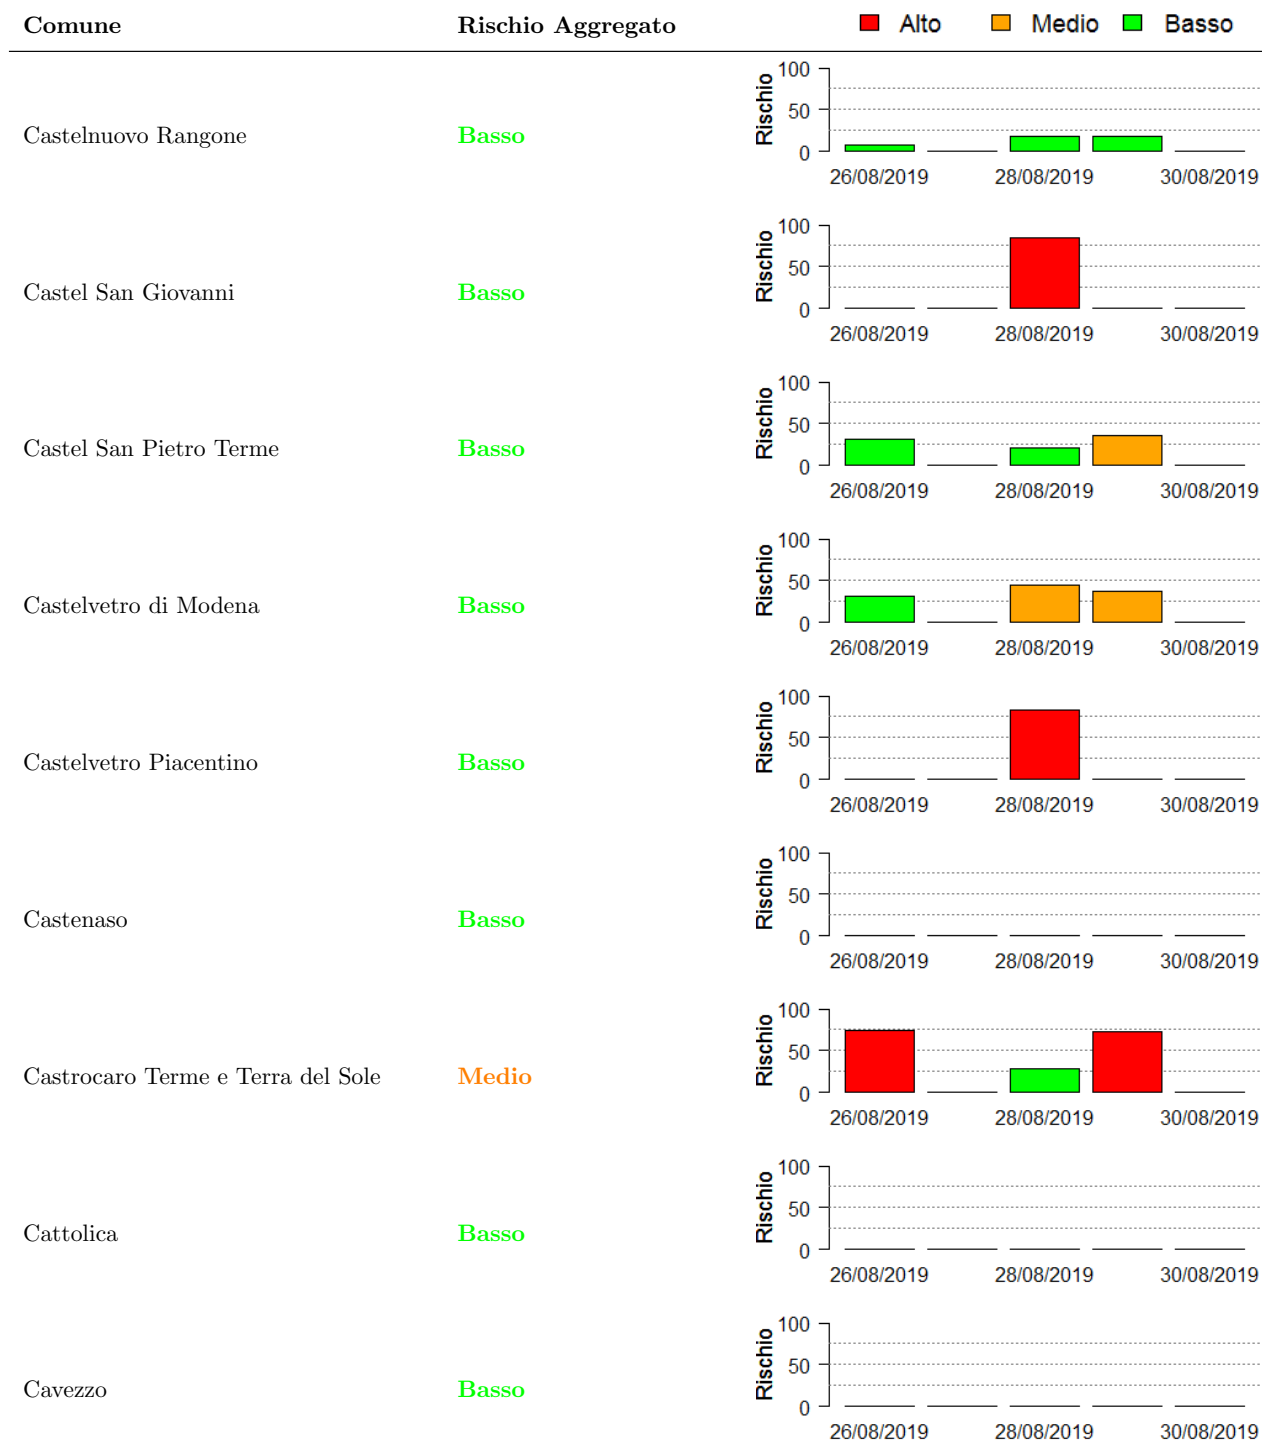 Comune Rischio Aggregato Alto Medio Basso
100
50
0
Rischio
Castelnuovo Rangone Basso
26/08/2019 28/08/2019 30/08/2019
100
50
0
Rischio
Castel San Giovanni Basso
26/08/2019 28/08/2019 30/08/2019
100
50
0
Rischio
Castel San Pietro Terme Basso
26/08/2019 28/08/2019 30/08/2019
100
50
0
Rischio
Castelvetro di Modena Basso
26/08/2019 28/08/2019 30/08/2019
100
50
0
Rischio
Castelvetro Piacentino Basso
26/08/2019 28/08/2019 30/08/2019
100
50
0
Rischio
Castenaso Basso
26/08/2019 28/08/2019 30/08/2019
100
50
0
Rischio
Castrocaro Terme e Terra del Sole Medio
26/08/2019 28/08/2019 30/08/2019
100
50
0
Rischio
Cattolica Basso
26/08/2019 28/08/2019 30/08/2019
100
50
0
Rischio
Cavezzo Basso
26/08/2019 28/08/2019 30/08/2019